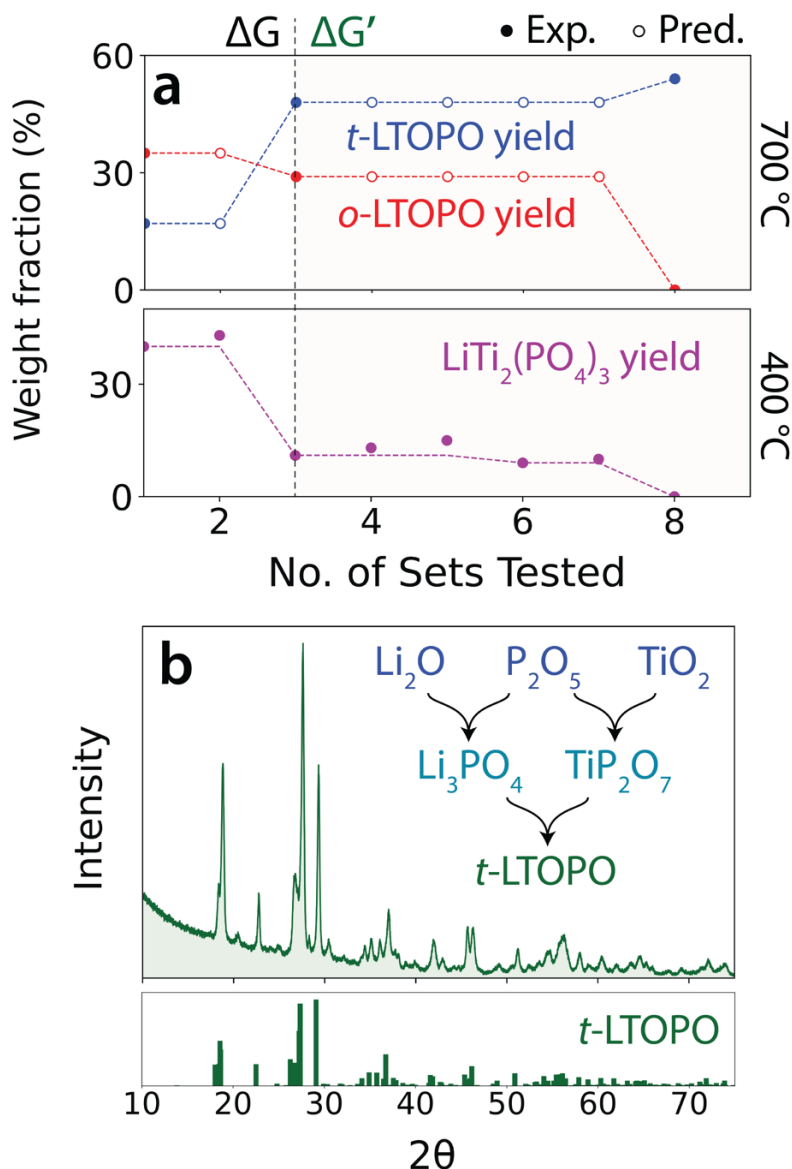 ΔG ΔG′ ● Exp. ○ Pred.
a
60
30
0
t-LTOPO yield
o-LTOPO yield
700 °C
Weight fraction (%)
30
0
LiTi₂(PO₄)₃ yield
400 °C
2 4 6 8
No. of Sets Tested
b
Li₂O P₂O₅ TiO₂
Li₃PO₄ TiP₂O₇
t-LTOPO
Intensity
t-LTOPO
10 20 30 40 50 60 70
2θ